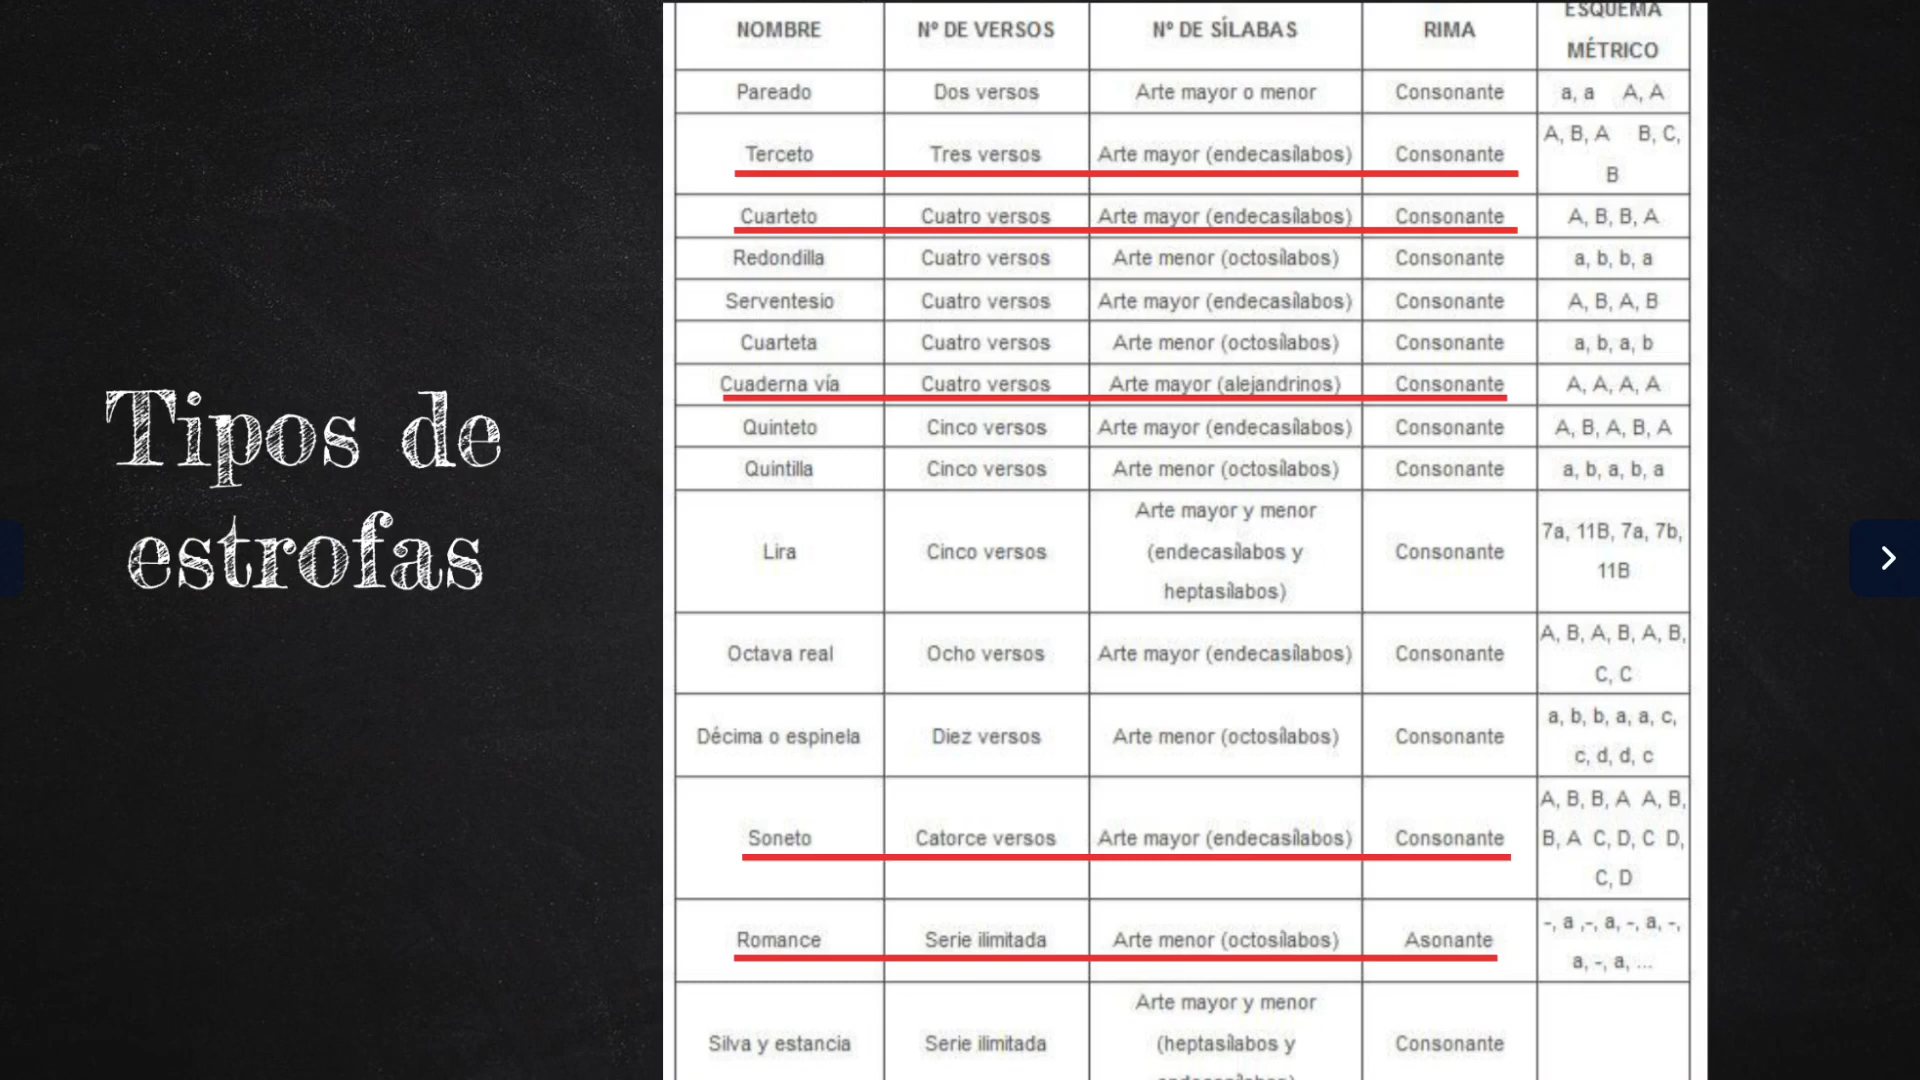 Tipos de
estrofas
NOMBRE Nº DE VERSOS Nº DE SÍLABAS RIMA ESQUEMA MÉTRICO
Pareado Dos versos Arte mayor o menor Consonante a, a A, A
Terceto Tres versos Arte mayor (endecasílabos) Consonante A, B, A B, C, B
Cuarteto Cuatro versos Arte mayor (endecasílabos) Consonante A, B, B, A
Redondilla Cuatro versos Arte menor (octosílabos) Consonante a, b, b, a
Serventesio Cuatro versos Arte mayor (endecasílabos) Consonante A, B, A, B
Cuarteta Cuatro versos Arte menor (octosílabos) Consonante a, b, a, b
Cuaderna vía Cuatro versos Arte mayor (alejandrinos) Consonante A, A, A, A
Quinteto Cinco versos Arte mayor (endecasílabos) Consonante A, B, A, B, A
Quintilla Cinco versos Arte menor (octosílabos) Consonante a, b, a, b, a
Lira Cinco versos Arte mayor y menor (endecasílabos y heptasílabos) Consonante 7a, 11B, 7a, 7b, 11B
Octava real Ocho versos Arte mayor (endecasílabos) Consonante A, B, A, B, A, B, C, C
Décima o espinela Diez versos Arte menor (octosílabos) Consonante a, b, b, a, a, c, c, d, d, c
Soneto Catorce versos Arte mayor (endecasílabos) Consonante A, B, B, A A, B, B, A C, D, C D, C, D
Romance Serie ilimitada Arte menor (octosílabos) Asonante -, a ,-, a, -, a, -, a, -, a, ...
Silva y estancia Serie ilimitada Arte mayor y menor (heptasílabos y Consonante